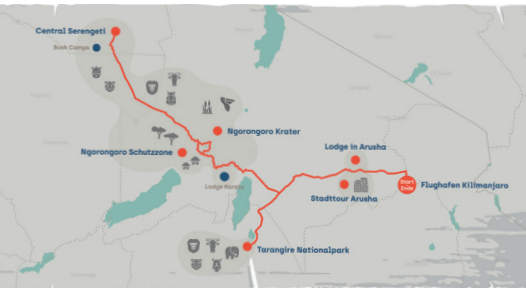 Central Serengeti
Bush Camps
Ngorongoro Krater
Ngorongoro Schutzzone
Lodge in Arusha
Lodge Karatu
Start
Ende
Flughafen Kilimanjaro
Stadttour Arusha
Tarangire Nationalpark